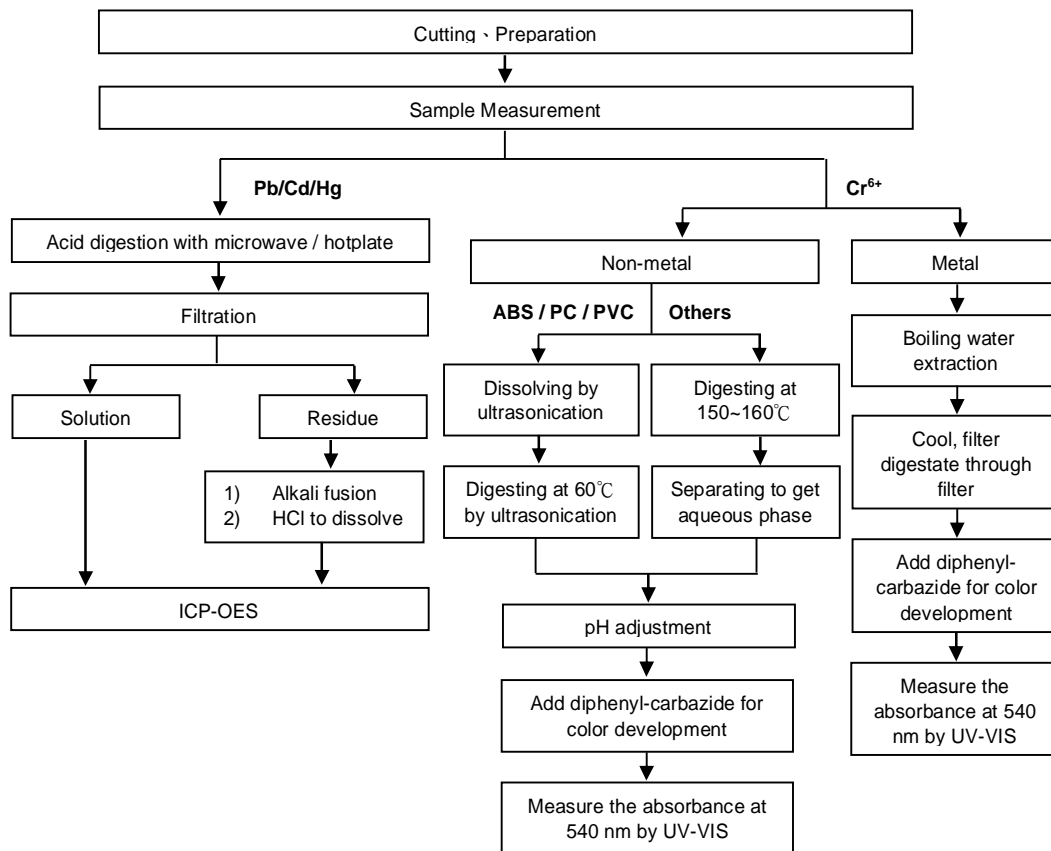 Cutting、Preparation
Sample Measurement
Pb/Cd/Hg
Acid digestion with microwave / hotplate
Filtration
Solution
Residue
1) Alkali fusion
2) HCl to dissolve
ICP-OES
Cr⁶⁺
Non-metal
ABS / PC / PVC
Others
Dissolving by
ultrasonication
Digesting at 60℃
by ultrasonication
Digesting at
150~160℃
Separating to get
aqueous phase
pH adjustment
Add diphenyl-carbazide for
color development
Measure the absorbance at
540 nm by UV-VIS
Metal
Boiling water
extraction
Cool, filter
digestate through
filter
Add diphenyl-
carbazide for color
development
Measure the
absorbance at 540
nm by UV-VIS